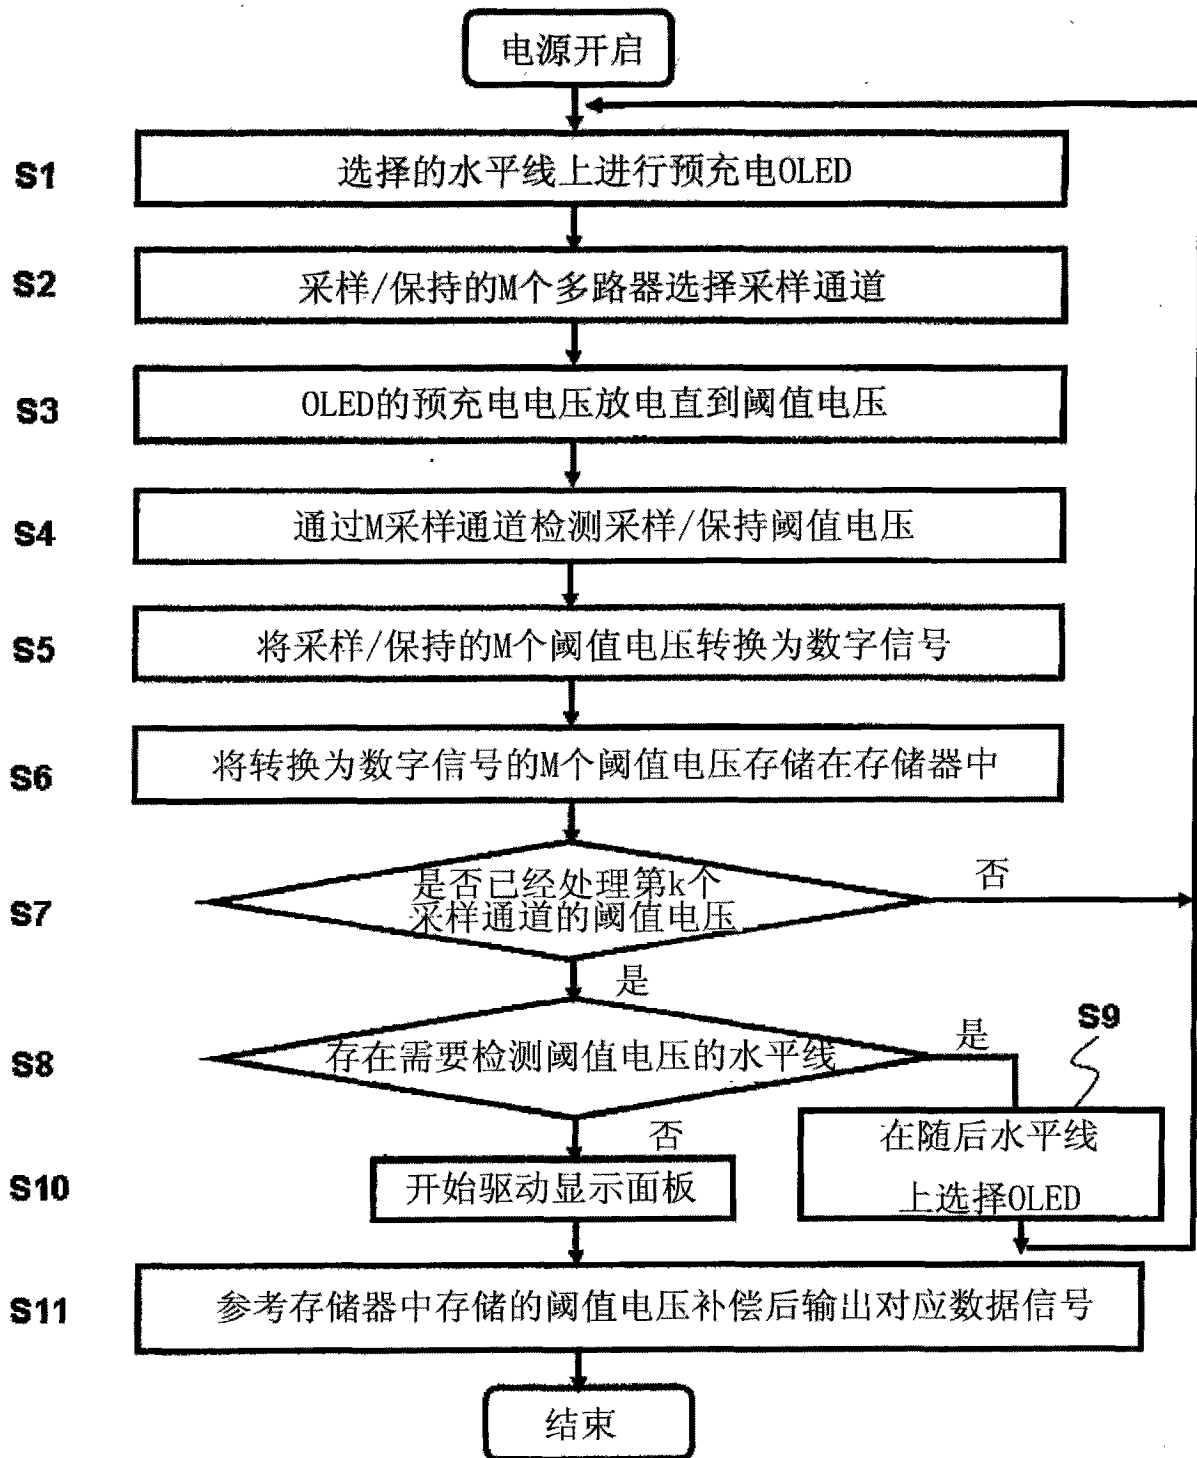 电源开启
S1
选择的水平线上进行预充电OLED
S2
采样/保持的M个多路器选择采样通道
S3
OLED的预充电电压放电直到阈值电压
S4
通过M采样通道检测采样/保持阈值电压
S5
将采样/保持的M个阈值电压转换为数字信号
S6
将转换为数字信号的M个阈值电压存储在存储器中
S7
是否已经处理第k个
采样通道的阈值电压
否
是
S8
存在需要检测阈值电压的水平线
是
S9
在随后水平线
上选择OLED
否
S10
开始驱动显示面板
S11
参考存储器中存储的阈值电压补偿后输出对应数据信号
结束